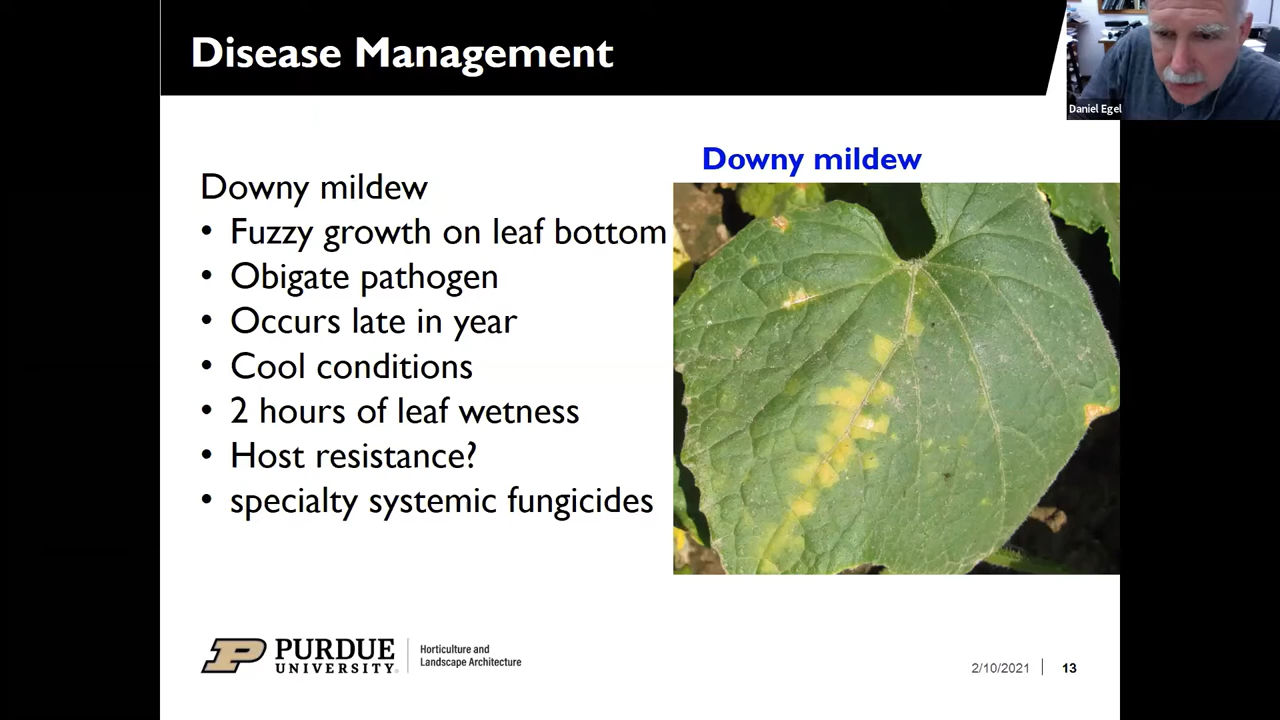 Disease Management
Daniel Egel
Downy mildew
Downy mildew
• Fuzzy growth on leaf bottom
• Obigate pathogen
• Occurs late in year
• Cool conditions
• 2 hours of leaf wetness
• Host resistance?
• specialty systemic fungicides
P PURDUE
UNIVERSITY®
Horticulture and
Landscape Architecture
2/10/2021
13